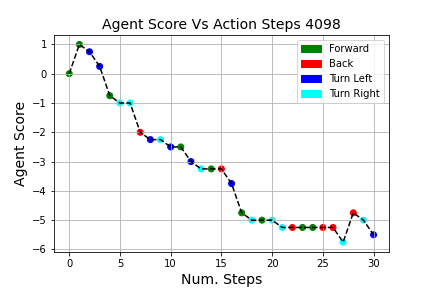 Agent Score Vs Action Steps 4098
Forward
Back
Turn Left
Turn Right
Agent Score
1
0
−1
−2
−3
−4
−5
−6
0 5 10 15 20 25 30
Num. Steps